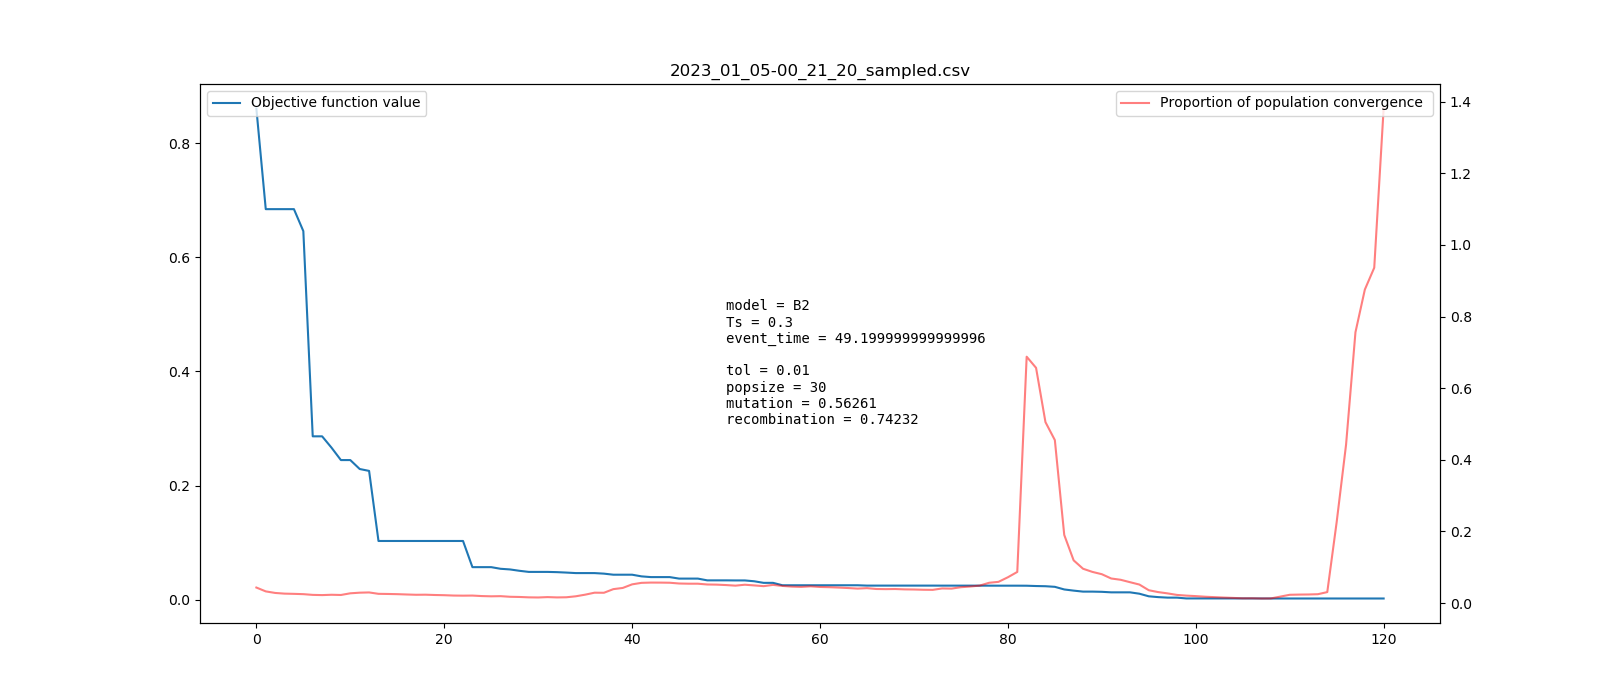 2023_01_05-00_21_20_sampled.csv
Objective function value
Proportion of population convergence
0.8
0.6
0.4
0.2
0.0
model = B2
Ts = 0.3
event_time = 49.199999999999996
tol = 0.01
popsize = 30
mutation = 0.56261
recombination = 0.74232
1.4
1.2
1.0
0.8
0.6
0.4
0.2
0.0
0 20 40 60 80 100 120